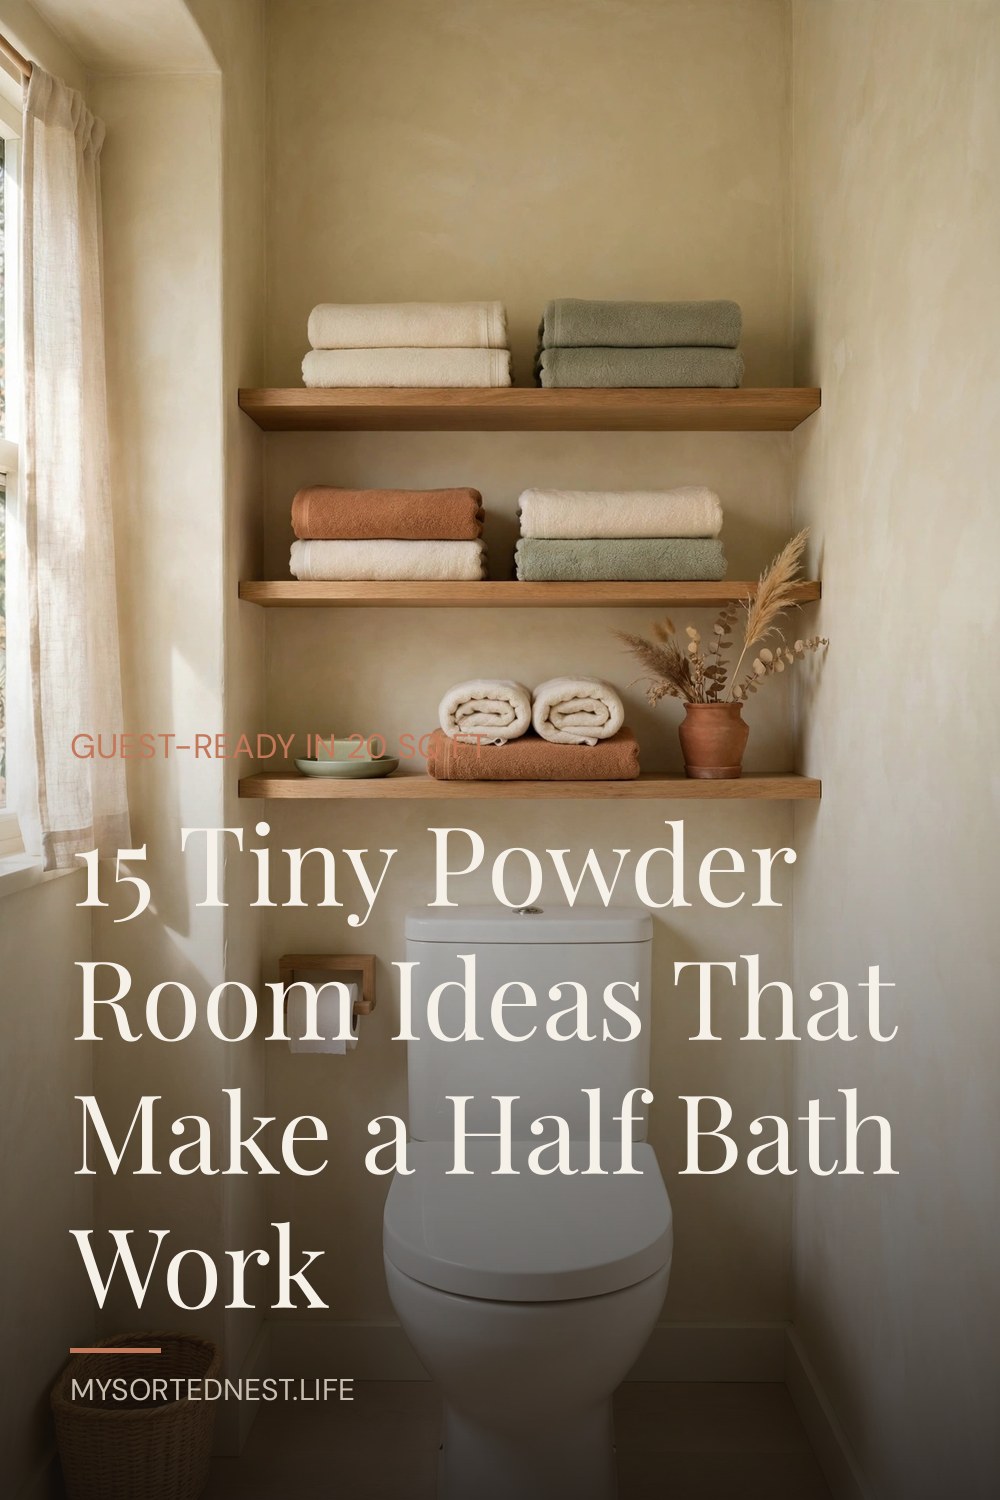 GUEST-READY IN 20 SQ FT
15 Tiny Powder
Room Ideas That
Make a Half Bath
Work
MYSORTEDNEST.LIFE